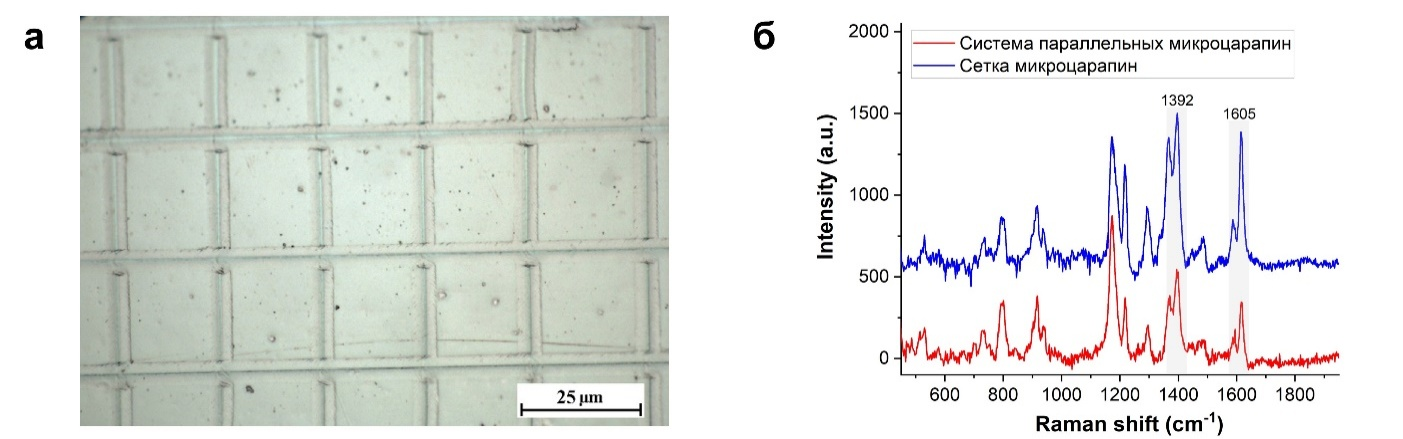 а
25 µm
б
Система параллельных микроцарапин
Сетка микроцарапин
1392
1605
Intensity (a.u.)
2000
1500
1000
500
0
600 800 1000 1200 1400 1600 1800
Raman shift (cm⁻¹)